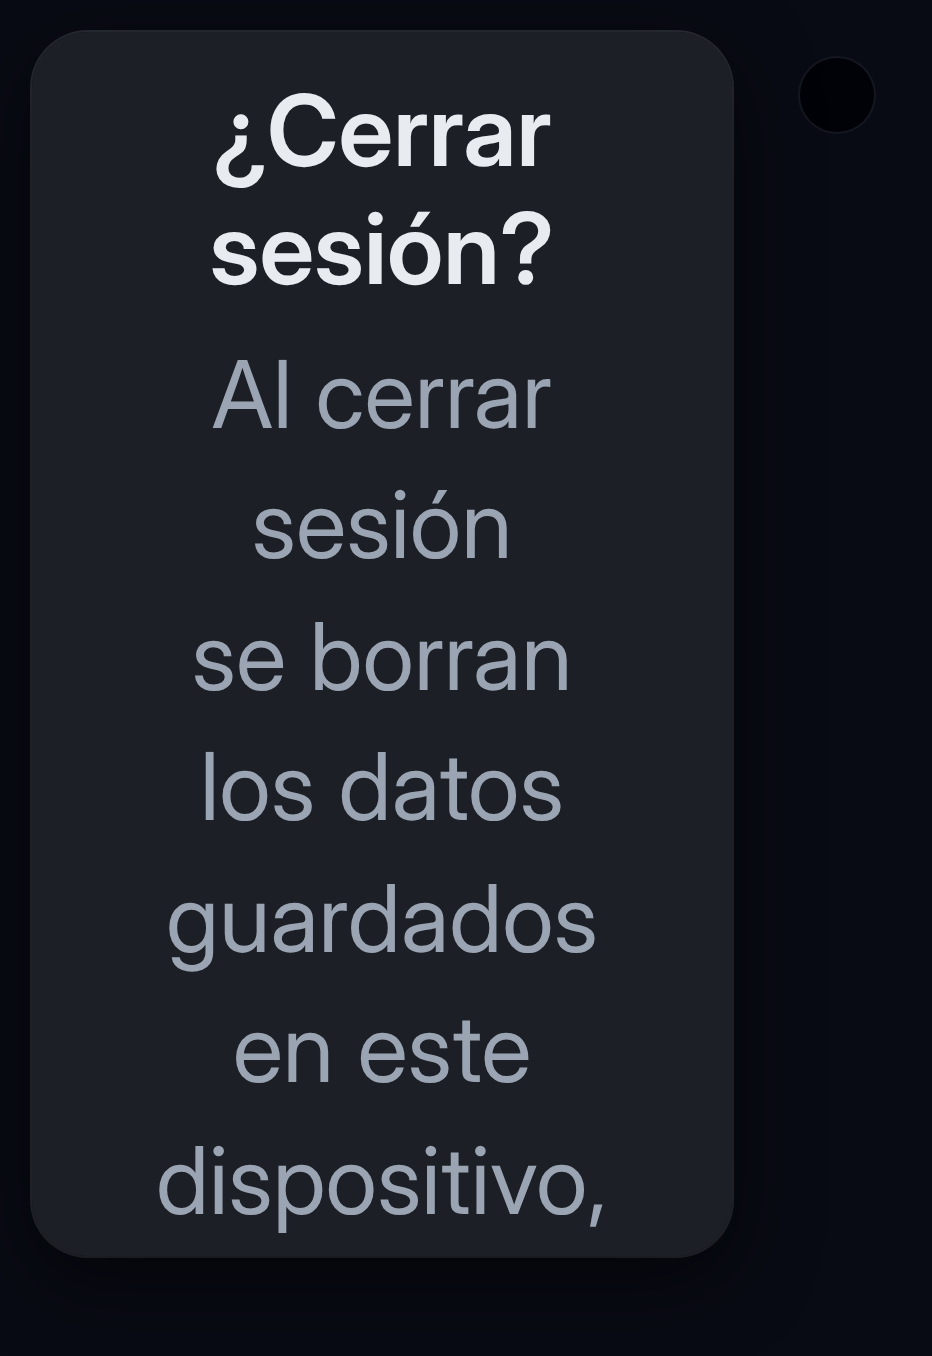 ¿Cerrar
sesión?
Al cerrar
sesión
se borran
los datos
guardados
en este
dispositivo,